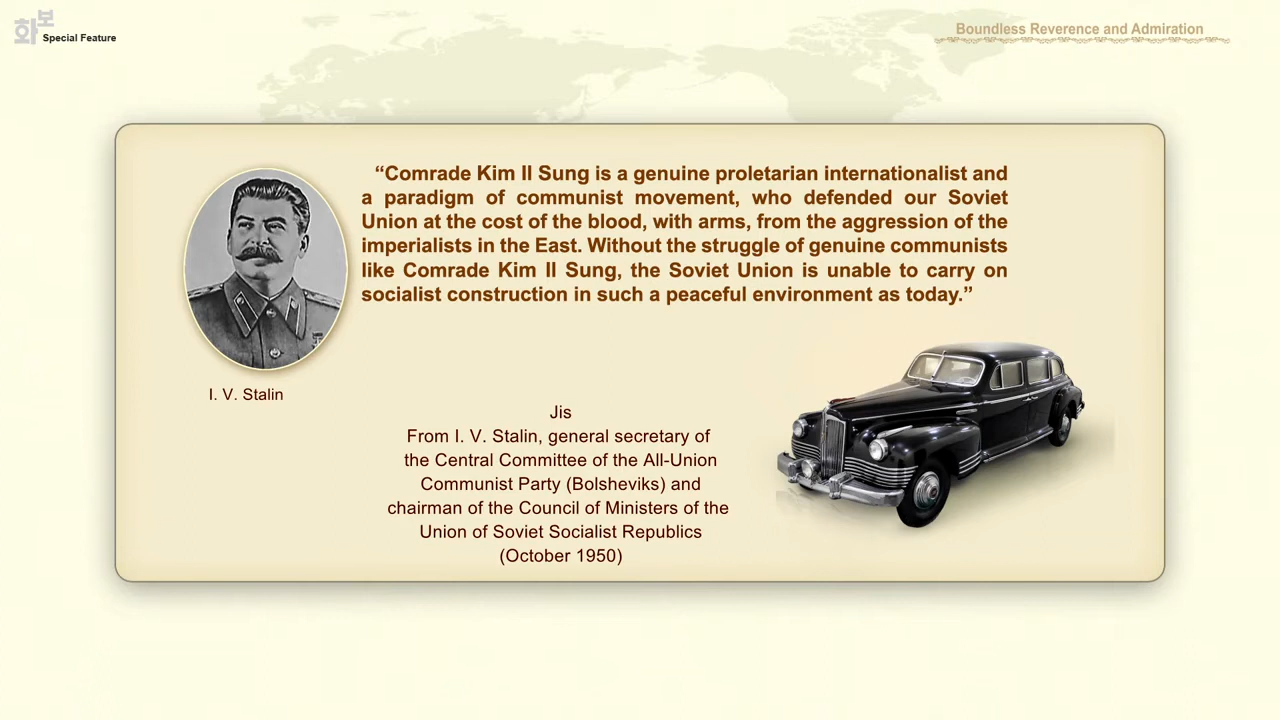 화보
Special Feature
Boundless Reverence and Admiration
“Comrade Kim Il Sung is a genuine proletarian internationalist and
a paradigm of communist movement, who defended our Soviet
Union at the cost of the blood, with arms, from the aggression of the
imperialists in the East. Without the struggle of genuine communists
like Comrade Kim Il Sung, the Soviet Union is unable to carry on
socialist construction in such a peaceful environment as today.”
I. V. Stalin
Jis
From I. V. Stalin, general secretary of
the Central Committee of the All-Union
Communist Party (Bolsheviks) and
chairman of the Council of Ministers of the
Union of Soviet Socialist Republics
(October 1950)